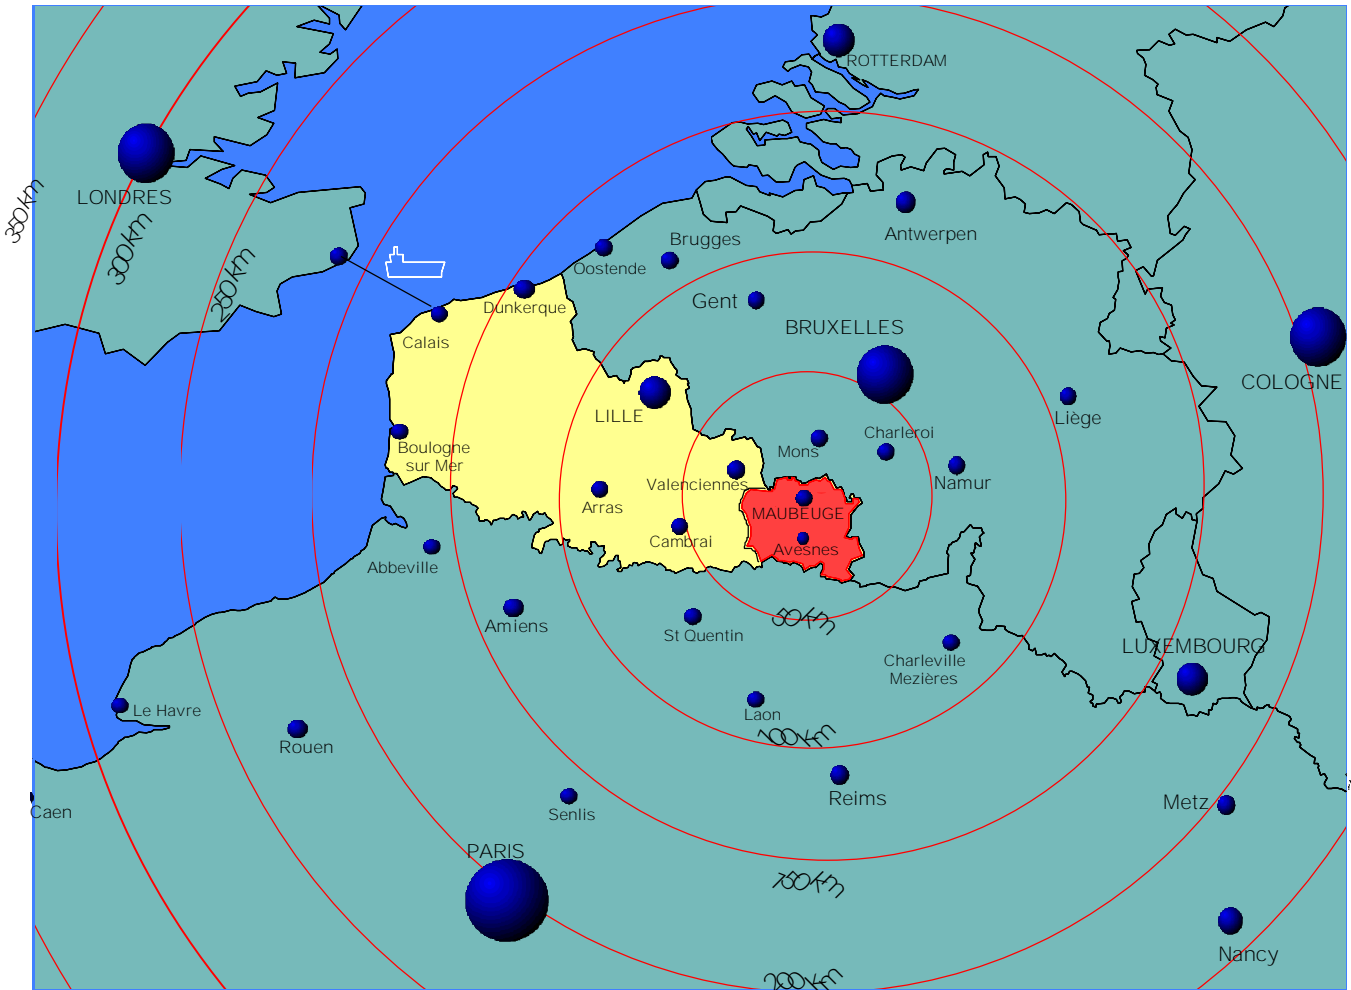 ROTTERDAM
LONDRES
350km
300km
250km
Antwerpen
Brugges
Oostende
Gent
Dunkerque
BRUXELLES
Calais
COLOGNE
LILLE
Liège
Charleroi
Boulogne
sur Mer
Mons
Valenciennes
Namur
Arras
MAUBEUGE
Cambrai
Avesnes
Abbeville
50km
Amiens
St Quentin
LUXEMBOURG
Charleville
Mezières
Le Havre
Laon
100km
Rouen
Reims
Metz
Caen
Senlis
PARIS
150km
Nancy
200km